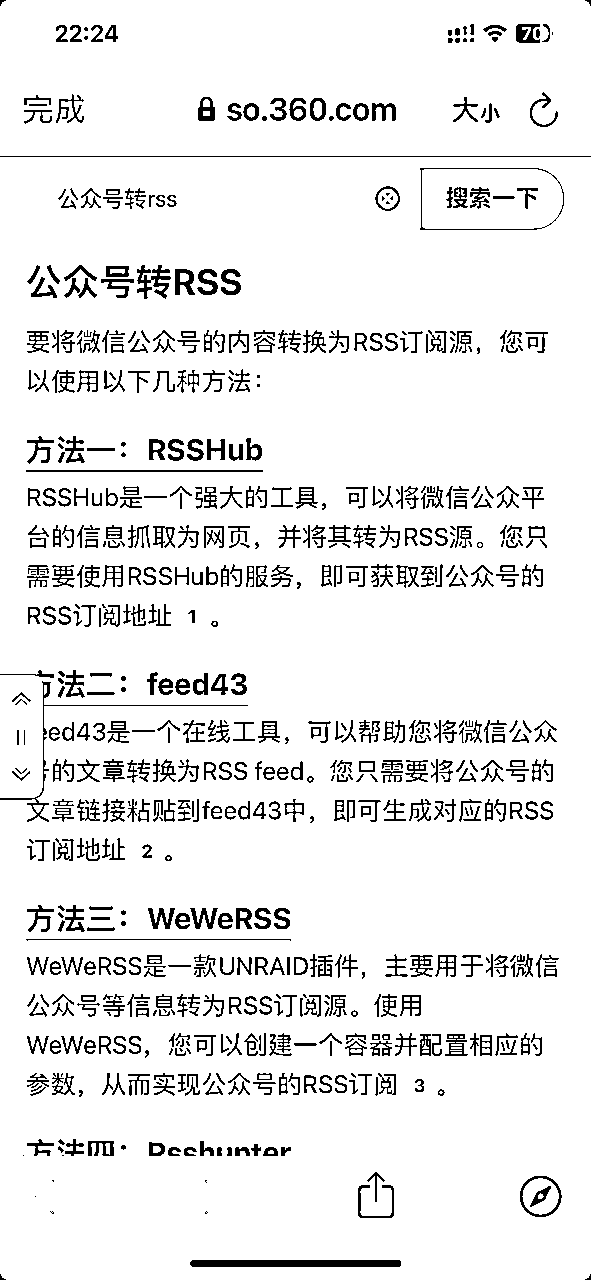 22:24
70
完成
so.360.com
大小
公众号转rss
搜索一下
公众号转RSS
要将微信公众号的内容转换为RSS订阅源，您可
以使用以下几种方法：
方法一：RSSHub
RSSHub是一个强大的工具，可以将微信公众平
台的信息抓取为网页，并将其转为RSS源。您只
需要使用RSSHub的服务，即可获取到公众号的
RSS订阅地址 1 。
方法二：feed43
feed43是一个在线工具，可以帮助您将微信公众
号的文章转换为RSS feed。您只需要将公众号的
文章链接粘贴到feed43中，即可生成对应的RSS
订阅地址 2 。
方法三：WeWeRSS
WeWeRSS是一款UNRAID插件，主要用于将微信
公众号等信息转为RSS订阅源。使用
WeWeRSS，您可以创建一个容器并配置相应的
参数，从而实现公众号的RSS订阅 3 。
方法四：Rsshunter